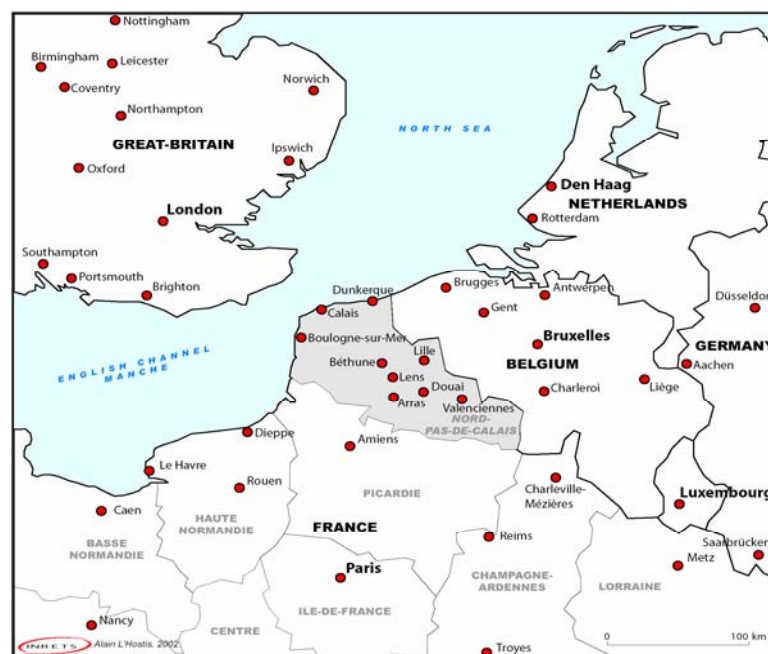 Nottingham
Birmingham
Leicester
Coventry
Norwich
Northampton
NORTH SEA
GREAT-BRITAIN
Ipswich
Oxford
Den Haag
NETHERLANDS
London
Rotterdam
Southampton
Portsmouth
Brighton
Dunkerque
Brugges
Antwerpen
Düsseldorf
Calais
Gent
Boulogne-sur-Mer
Bruxelles
GERMANY
ENGLISH CHANNEL
MANCHE
Béthune
Lille
BELGIUM
Aachen
Lens
Douai
Charleroi
Liège
Arras
Valenciennes
NORD-
PAS-DE-CALAIS
Dieppe
Amiens
Le Havre
Rouen
PICARDIE
Charleville-
Mézières
Luxembourg
Caen
HAUTE
NORMANDIE
FRANCE
Reims
BASSE
NORMANDIE
Saarbrücken
Metz
Paris
CHAMPAGNE-
ARDENNES
LORRAINE
ILE-DE-FRANCE
Nancy
CENTRE
INRETS Alain L'Hostis, 2002.
Troyes
0 100 km